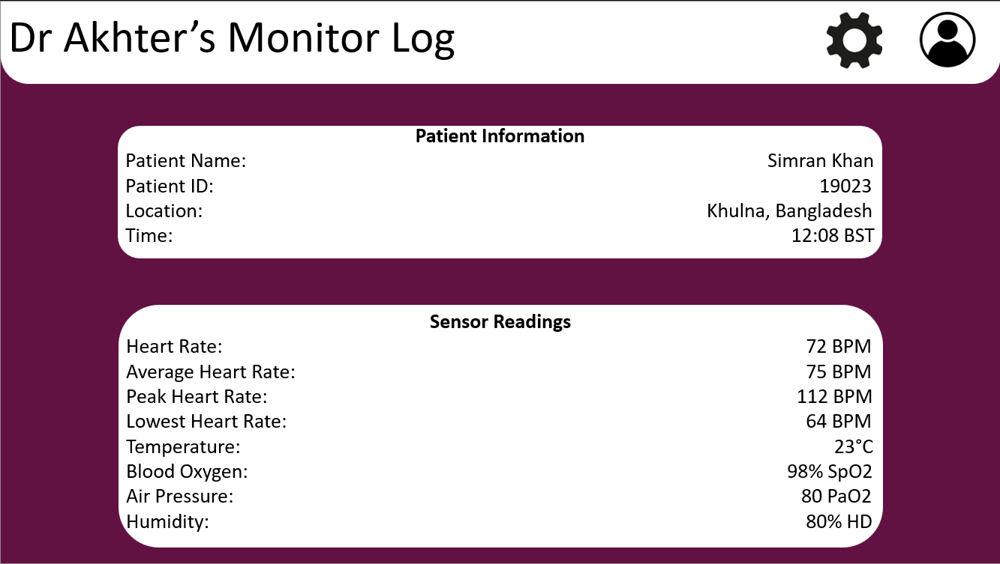 Dr Akhter’s Monitor Log
Patient Information
Patient Name: Simran Khan
Patient ID: 19023
Location: Khulna, Bangladesh
Time: 12:08 BST
Sensor Readings
Heart Rate: 72 BPM
Average Heart Rate: 75 BPM
Peak Heart Rate: 112 BPM
Lowest Heart Rate: 64 BPM
Temperature: 23°C
Blood Oxygen: 98% SpO2
Air Pressure: 80 PaO2
Humidity: 80% HD